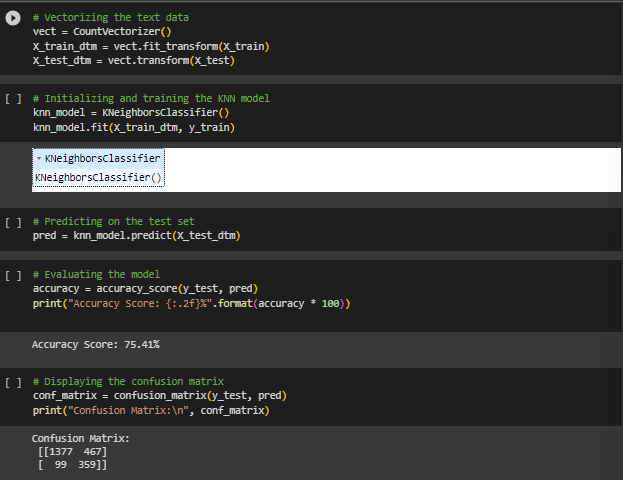 # Vectorizing the text data
vect = CountVectorizer()
X_train_dtm = vect.fit_transform(X_train)
X_test_dtm = vect.transform(X_test)
[ ] # Initializing and training the KNN model
knn_model = KNeighborsClassifier()
knn_model.fit(X_train_dtm, y_train)
▾ KNeighborsClassifier
KNeighborsClassifier()
[ ] # Predicting on the test set
pred = knn_model.predict(X_test_dtm)
[ ] # Evaluating the model
accuracy = accuracy_score(y_test, pred)
print("Accuracy Score: {:.2f}%".format(accuracy * 100))
Accuracy Score: 75.41%
[ ] # Displaying the confusion matrix
conf_matrix = confusion_matrix(y_test, pred)
print("Confusion Matrix:\n", conf_matrix)
Confusion Matrix:
[[1377  467]
[  99  359]]